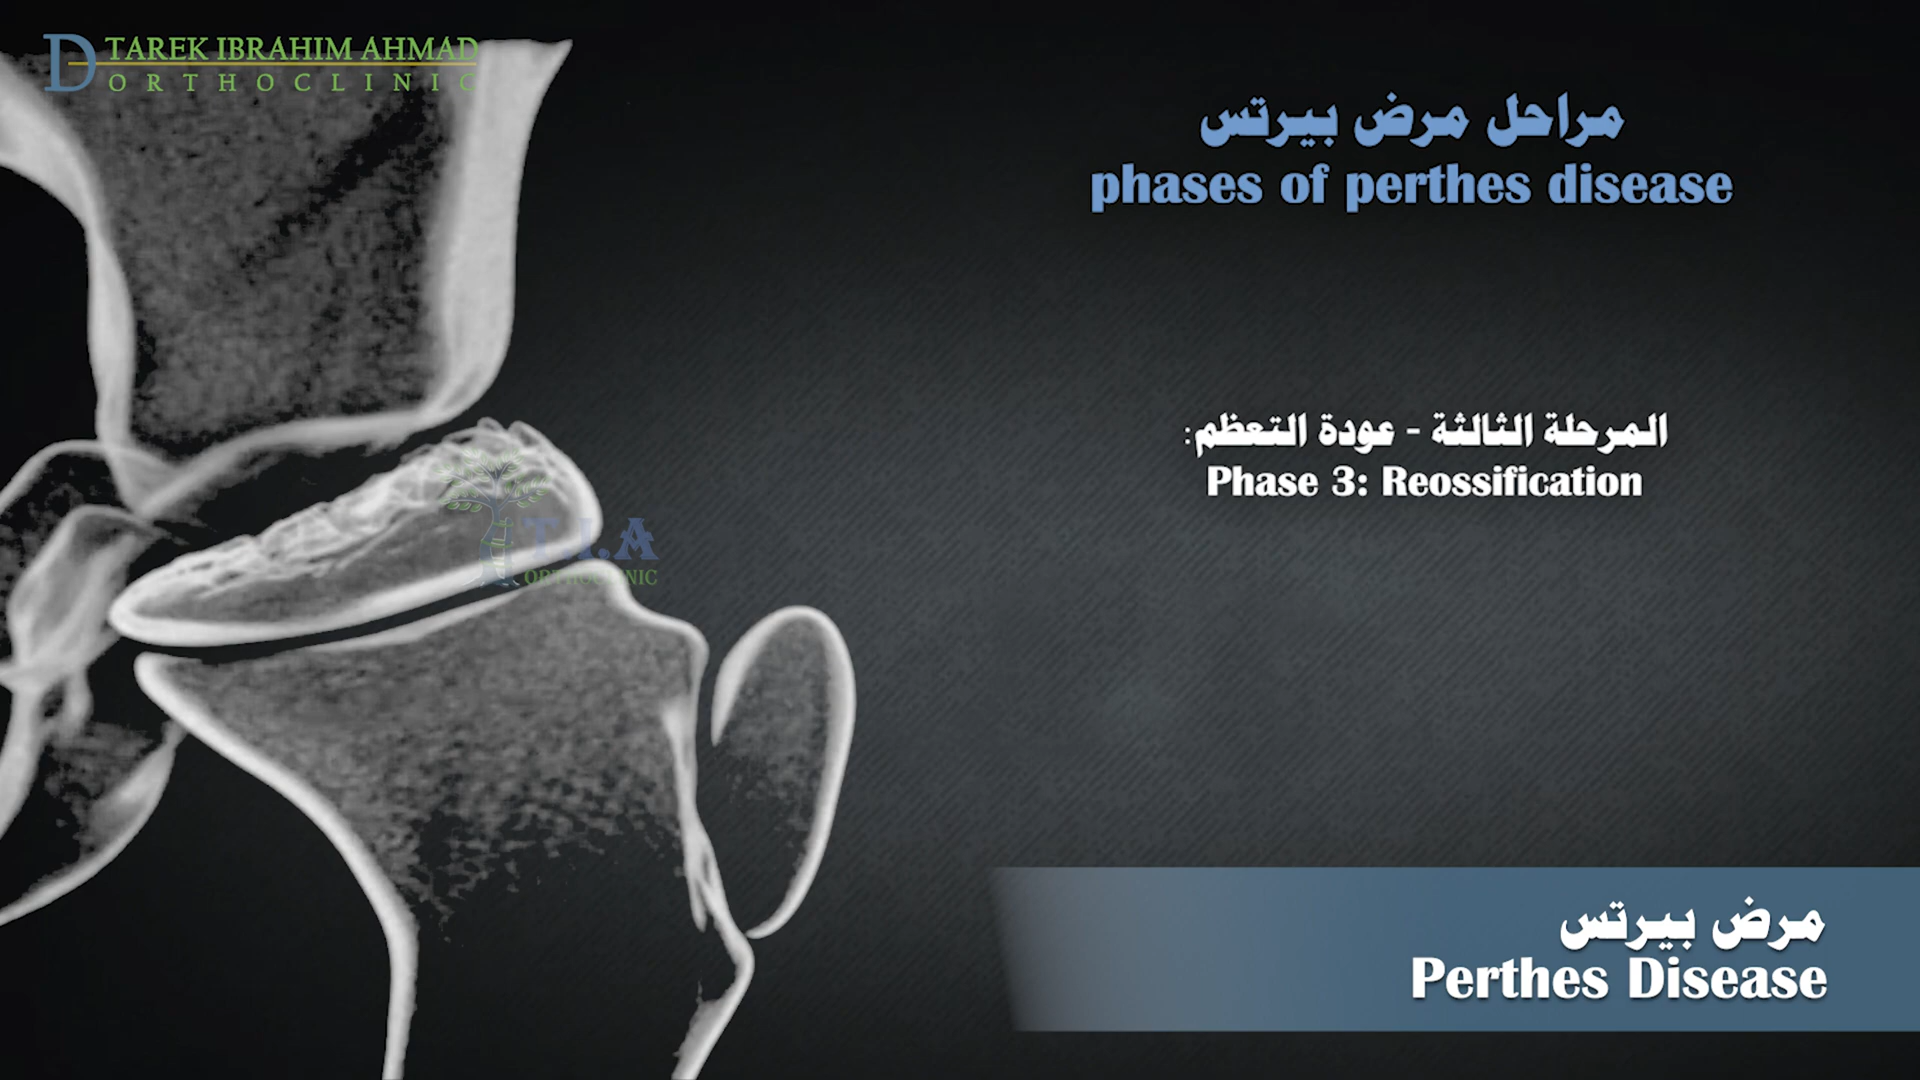 D TAREK IBRAHIM AHMAD
ORTHOCLINIC
مراحل مرض بيرتس
phases of perthes disease
المرحلة الثالثة - عودة التعظم:
Phase 3: Reossification
T.I.A
ORTHOCLINIC
مرض بيرتس
Perthes Disease